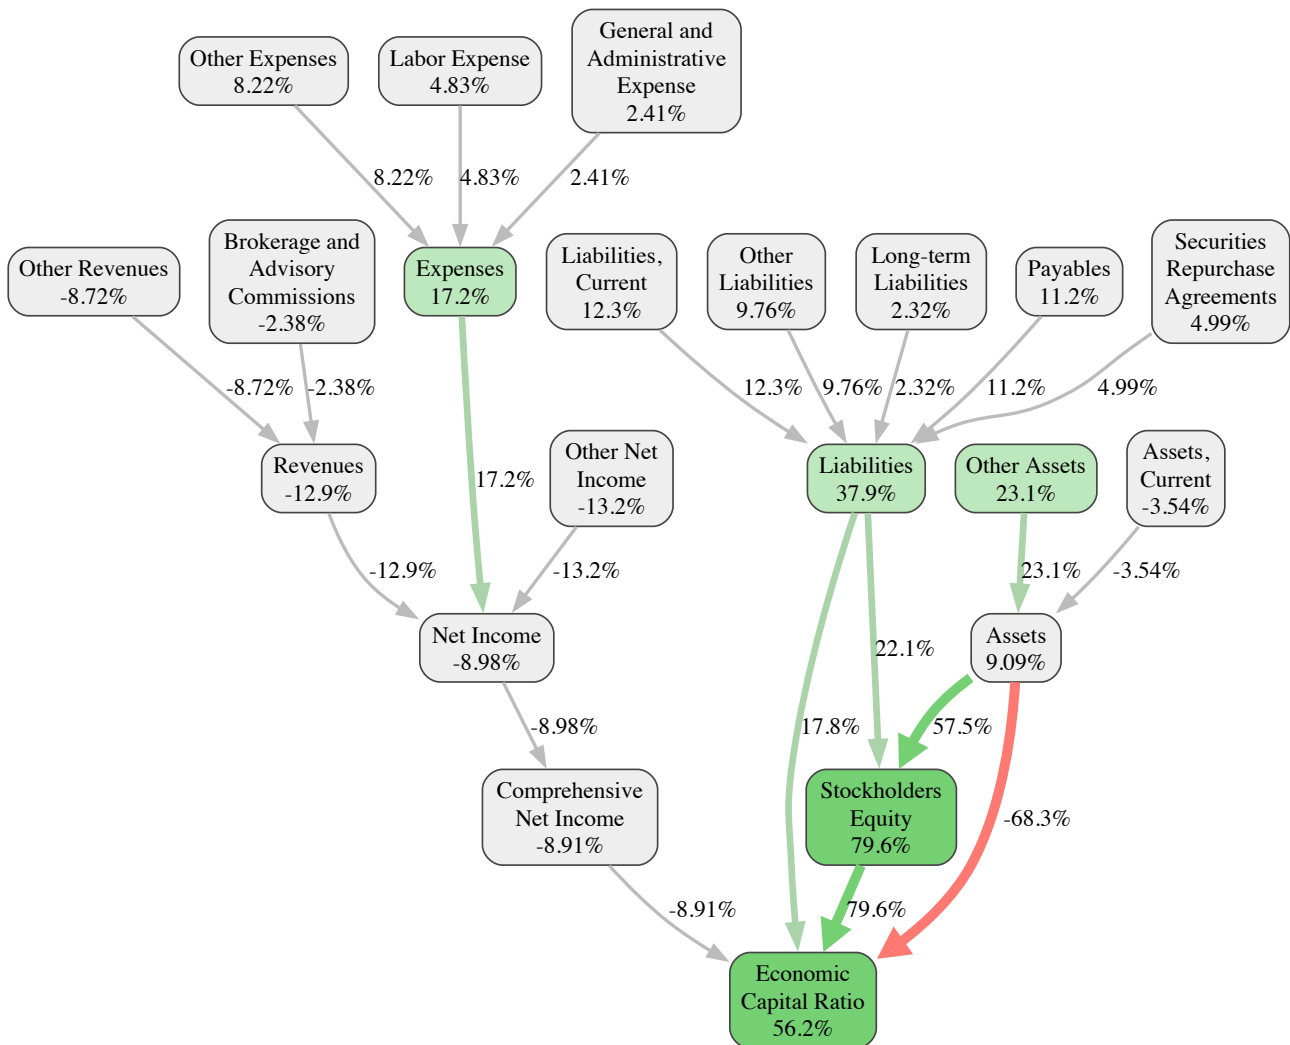 Other Expenses
8.22%
Labor Expense
4.83%
General and
Administrative
Expense
2.41%
8.22%
4.83%
2.41%
Other Revenues
-8.72%
Brokerage and
Advisory
Commissions
-2.38%
Expenses
17.2%
Liabilities,
Current
12.3%
Other
Liabilities
9.76%
Long-term
Liabilities
2.32%
Payables
11.2%
Securities
Repurchase
Agreements
4.99%
-8.72%
-2.38%
12.3%
9.76%
2.32%
11.2%
4.99%
Revenues
-12.9%
17.2%
Other Net
Income
-13.2%
Liabilities
37.9%
Other Assets
23.1%
Assets,
Current
-3.54%
-12.9%
-13.2%
23.1%
-3.54%
Net Income
-8.98%
22.1%
Assets
9.09%
-8.98%
17.8%
57.5%
Comprehensive
Net Income
-8.91%
Stockholders
Equity
79.6%
-68.3%
-8.91%
79.6%
Economic
Capital Ratio
56.2%